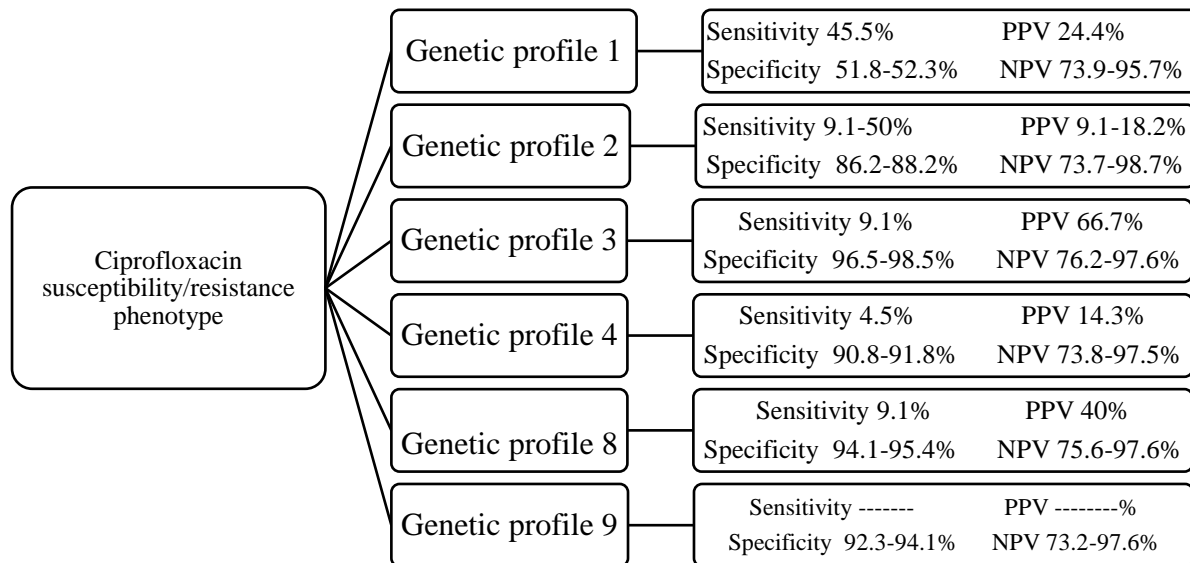 Ciprofloxacin
susceptibility/resistance
phenotype
Genetic profile 1
Sensitivity 45.5% PPV 24.4%
Specificity 51.8-52.3% NPV 73.9-95.7%
Genetic profile 2
Sensitivity 9.1-50% PPV 9.1-18.2%
Specificity 86.2-88.2% NPV 73.7-98.7%
Genetic profile 3
Sensitivity 9.1% PPV 66.7%
Specificity 96.5-98.5% NPV 76.2-97.6%
Genetic profile 4
Sensitivity 4.5% PPV 14.3%
Specificity 90.8-91.8% NPV 73.8-97.5%
Genetic profile 8
Sensitivity 9.1% PPV 40%
Specificity 94.1-95.4% NPV 75.6-97.6%
Genetic profile 9
Sensitivity ------- PPV --------%
Specificity 92.3-94.1% NPV 73.2-97.6%